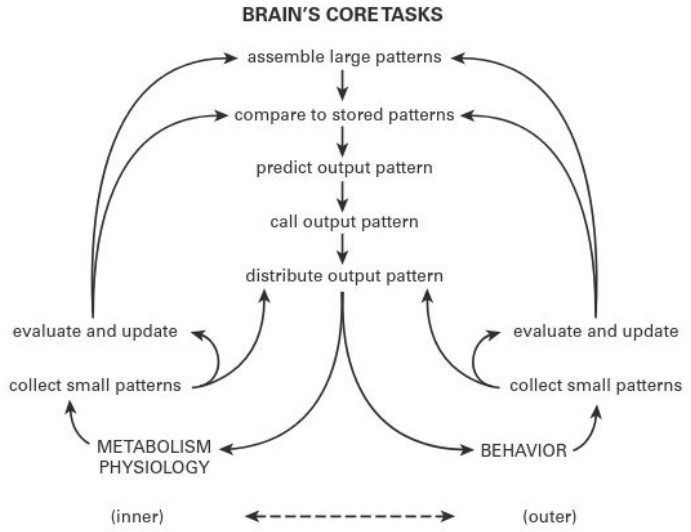 BRAIN'S CORE TASKS
assemble large patterns
compare to stored patterns
predict output pattern
call output pattern
distribute output pattern
evaluate and update
evaluate and update
collect small patterns
collect small patterns
METABOLISM
PHYSIOLOGY
BEHAVIOR
(inner)
(outer)